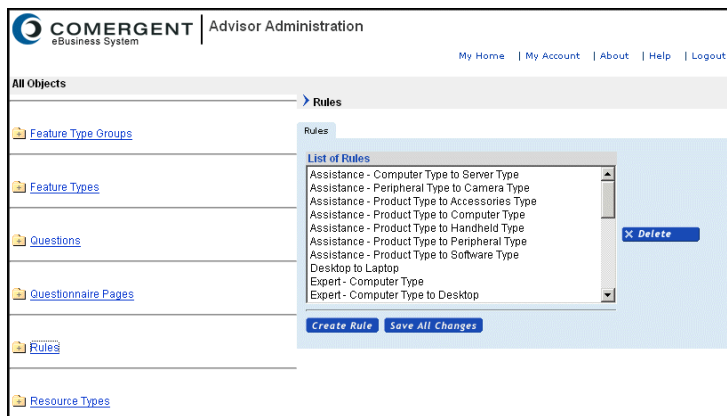 COMERGENT
eBusiness System
Advisor Administration
My Home | My Account | About | Help | Logout
All Objects
Feature Type Groups
Feature Types
Questions
Questionnaire Pages
Rules
Resource Types
Rules
Rules
List of Rules
Assistance - Computer Type to Server Type
Assistance - Peripheral Type to Camera Type
Assistance - Product Type to Accessories Type
Assistance - Product Type to Computer Type
Assistance - Product Type to Handheld Type
Assistance - Product Type to Peripheral Type
Assistance - Product Type to Software Type
Desktop to Laptop
Expert - Computer Type
Expert - Computer Type to Desktop
X Delete
Create Rule
Save All Changes